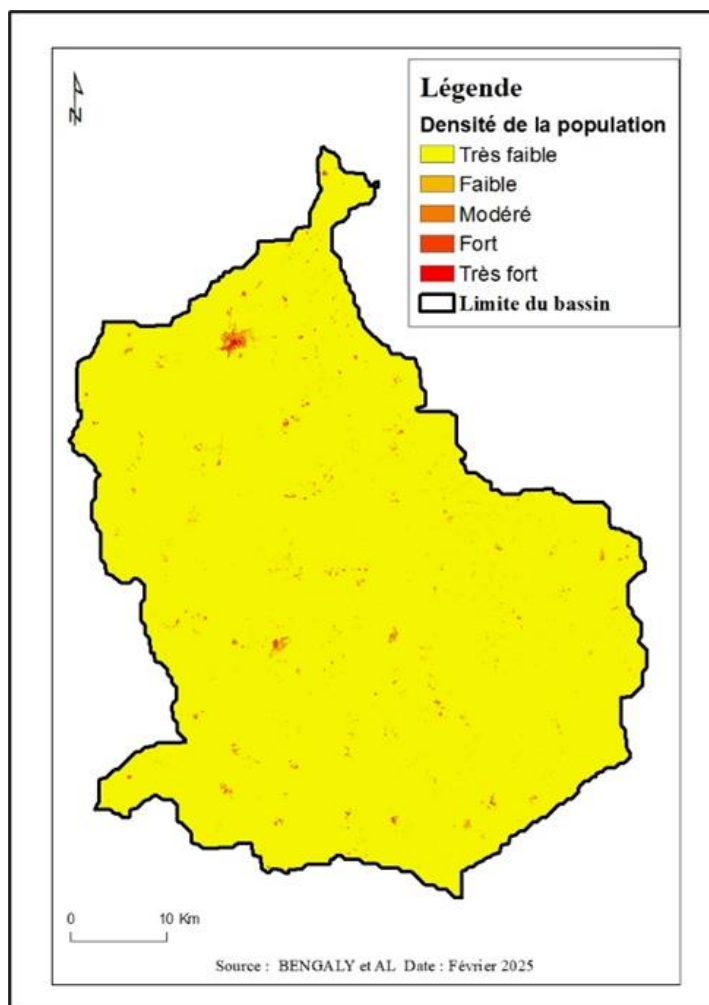 N
Légende
Densité de la population
Très faible
Faible
Modéré
Fort
Très fort
Limite du bassin
0 10 Km
Source : BENGALY et AL Date : Février 2025